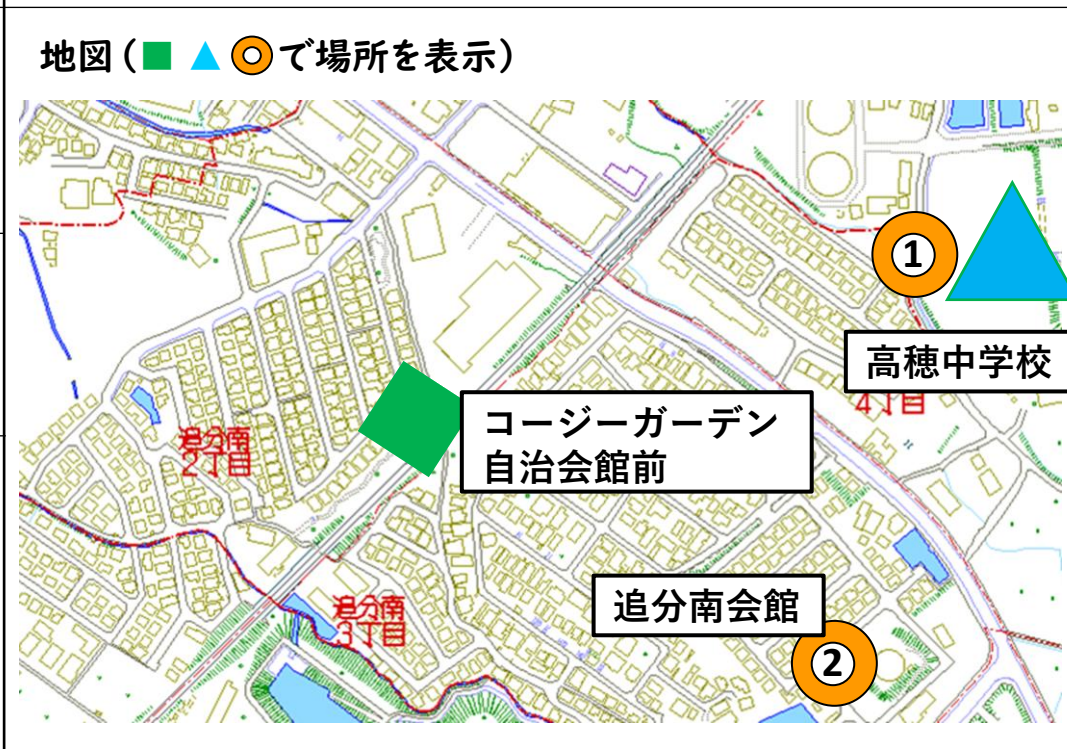 地図(■ ▲ ◎で場所を表示)
①
高穂中学校
4丁目
コージーガーデン
自治会館前
追分南
2丁目
追分南会館
追分南
3丁目
②